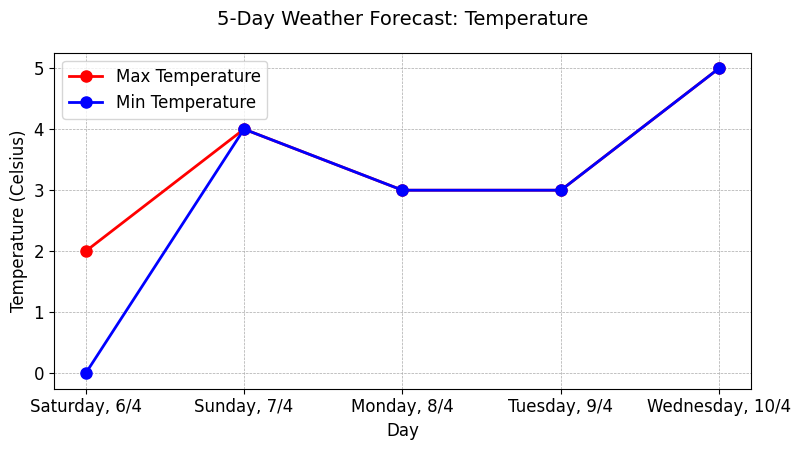 5-Day Weather Forecast: Temperature
Max Temperature
Min Temperature
Temperature (Celsius)
5
4
3
2
1
0
Saturday, 6/4 Sunday, 7/4 Monday, 8/4 Tuesday, 9/4 Wednesday, 10/4
Day